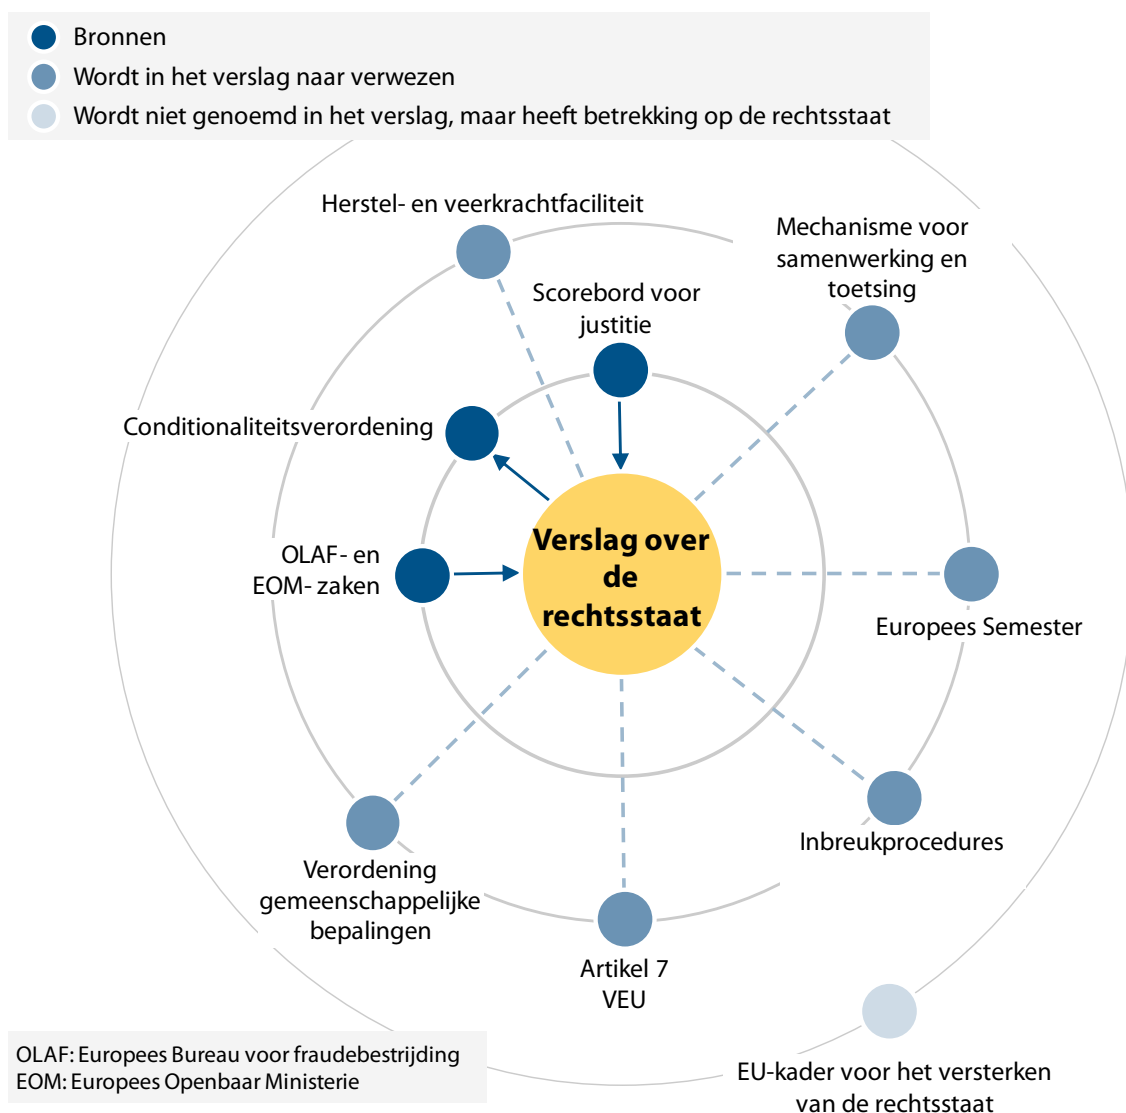 Bronnen
Wordt in het verslag naar verwezen
Wordt niet genoemd in het verslag, maar heeft betrekking op de rechtsstaat
Herstel- en veerkrachtfaciliteit
Mechanisme voor
samenwerking en
toetsing
Scorebord voor
justitie
Conditionaliteitsverordening
OLAF- en
EOM- zaken
Verslag over
de
rechtsstaat
Europees Semester
Inbreukprocedures
Verordening
gemeenschappelijke
bepalingen
Artikel 7
VEU
EU-kader voor het versterken
van de rechtsstaat
OLAF: Europees Bureau voor fraudebestrijding
EOM: Europees Openbaar Ministerie